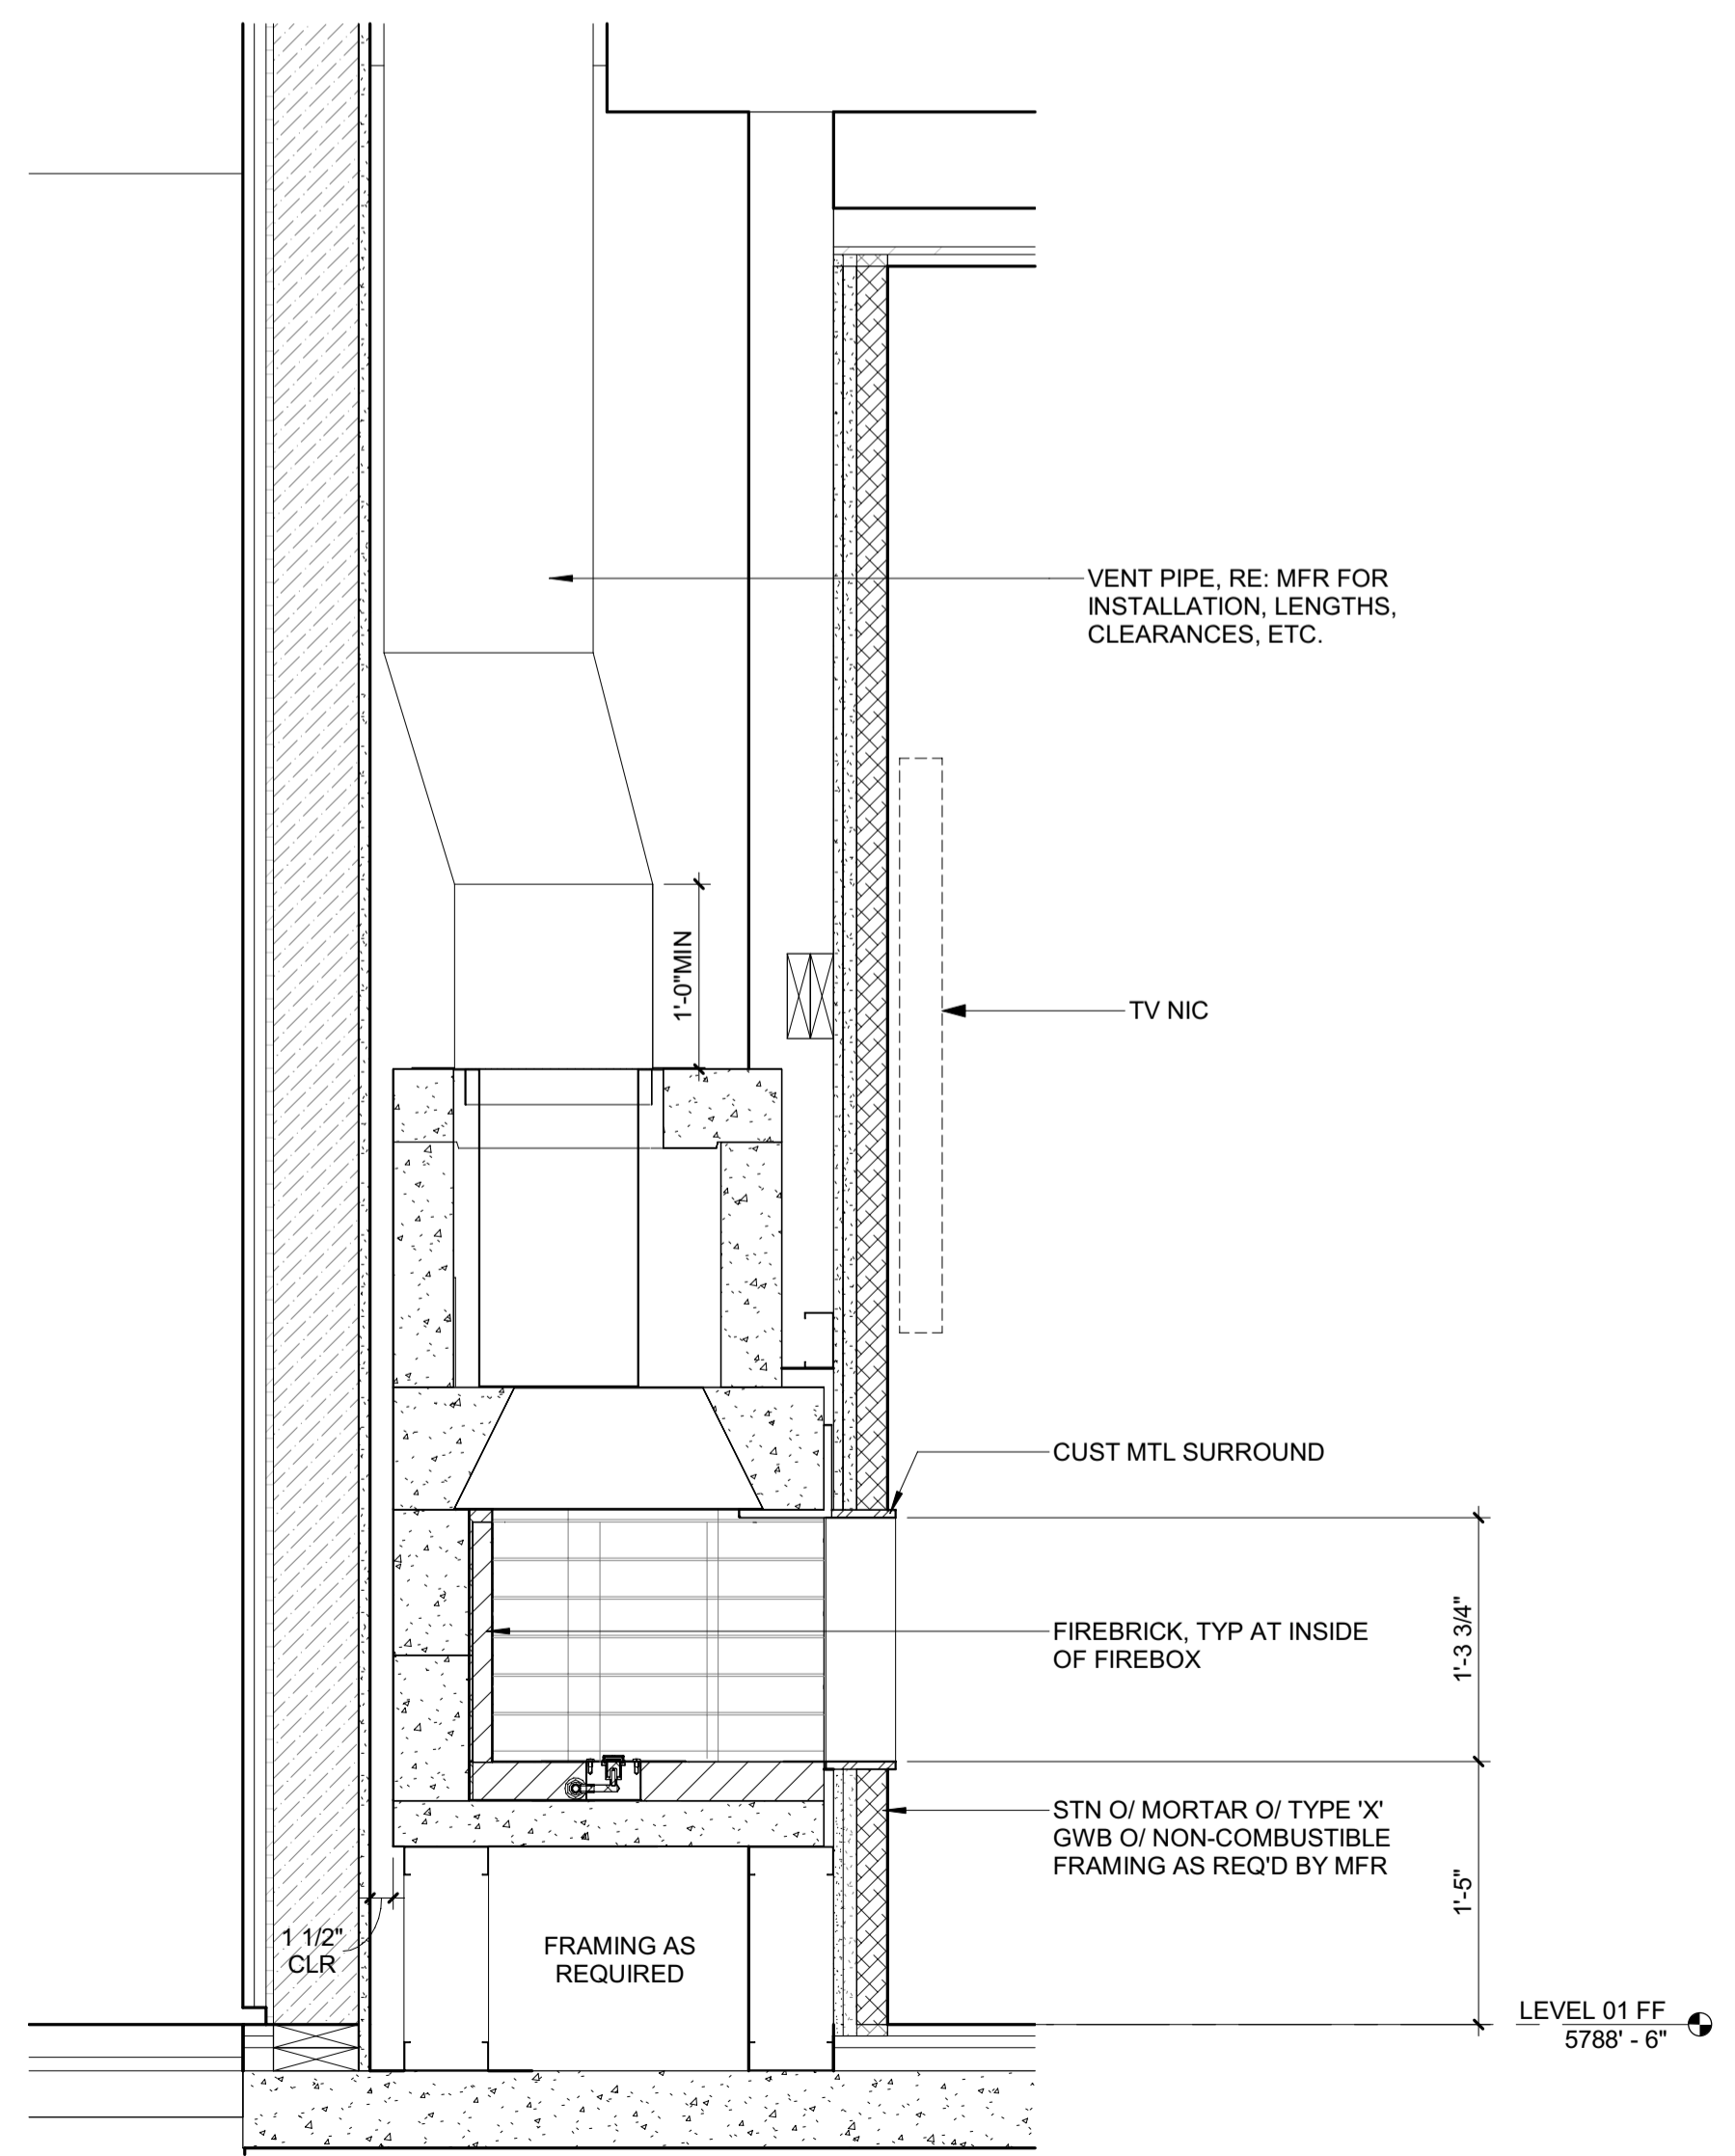 VENT PIPE, RE: MFR FOR
INSTALLATION, LENGTHS,
CLEARANCES, ETC.
1'-0"MIN
TV NIC
CUST MTL SURROUND
FIREBRICK, TYP AT INSIDE
OF FIREBOX
1'-3 3/4"
STN O/ MORTAR O/ TYPE 'X'
GWB O/ NON-COMBUSTIBLE
FRAMING AS REQ'D BY MFR
1'-5"
1 1/2"
CLR
FRAMING AS
REQUIRED
LEVEL 01 FF
5788' - 6"